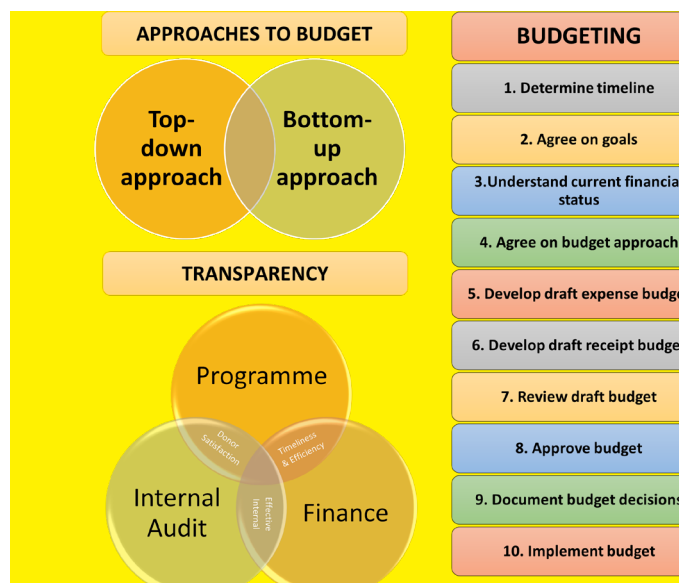 APPROACHES TO BUDGET
Top-
down
approach
Bottom-
up
approach
TRANSPARENCY
Programme
Donor
Satisfaction
Timeliness
& Efficiency
Internal
Audit
Effective
Internal
Finance
BUDGETING
1. Determine timeline
2. Agree on goals
3.Understand current financia
status
4. Agree on budget approach
5. Develop draft expense budg
6. Develop draft receipt budge
7. Review draft budget
8. Approve budget
9. Document budget decisions
10. Implement budget